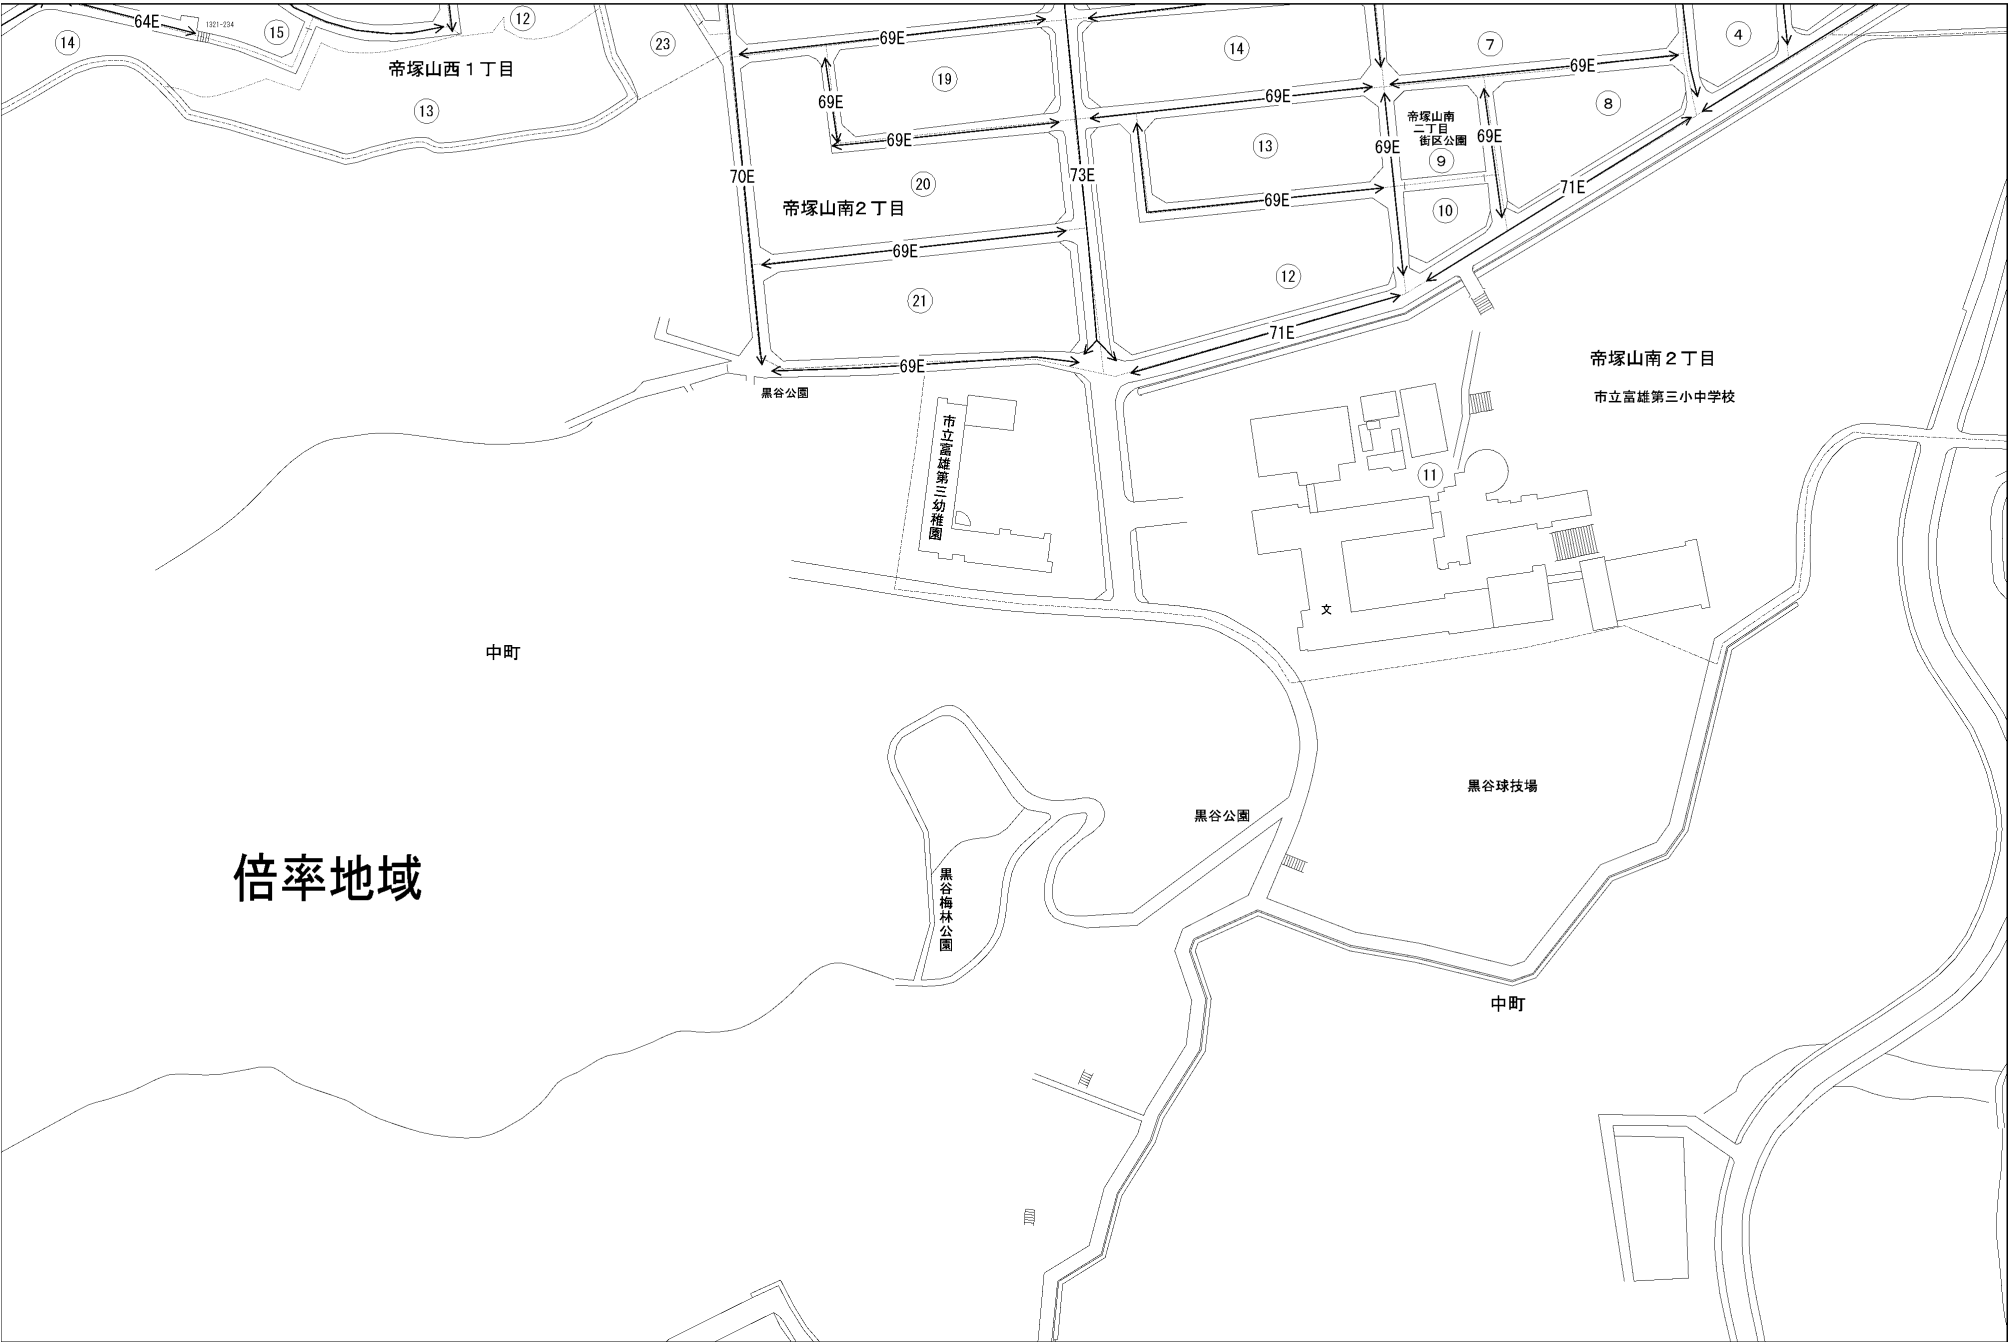 64E
1321-234
15
12
14
帝塚山西1丁目
13
23
69E
19
14
7
4
69E
69E
69E
69E
8
帝塚山南
二丁目
街区公園
9
69E
69E
13
70E
73E
20
帝塚山南2丁目
69E
71E
10
69E
12
21
71E
69E
黒谷公園
帝塚山南2丁目
市立富雄第三小中学校
市立富雄第三幼稚園
11
文
中町
黒谷球技場
黒谷公園
倍率地域
黒谷梅林公園
中町